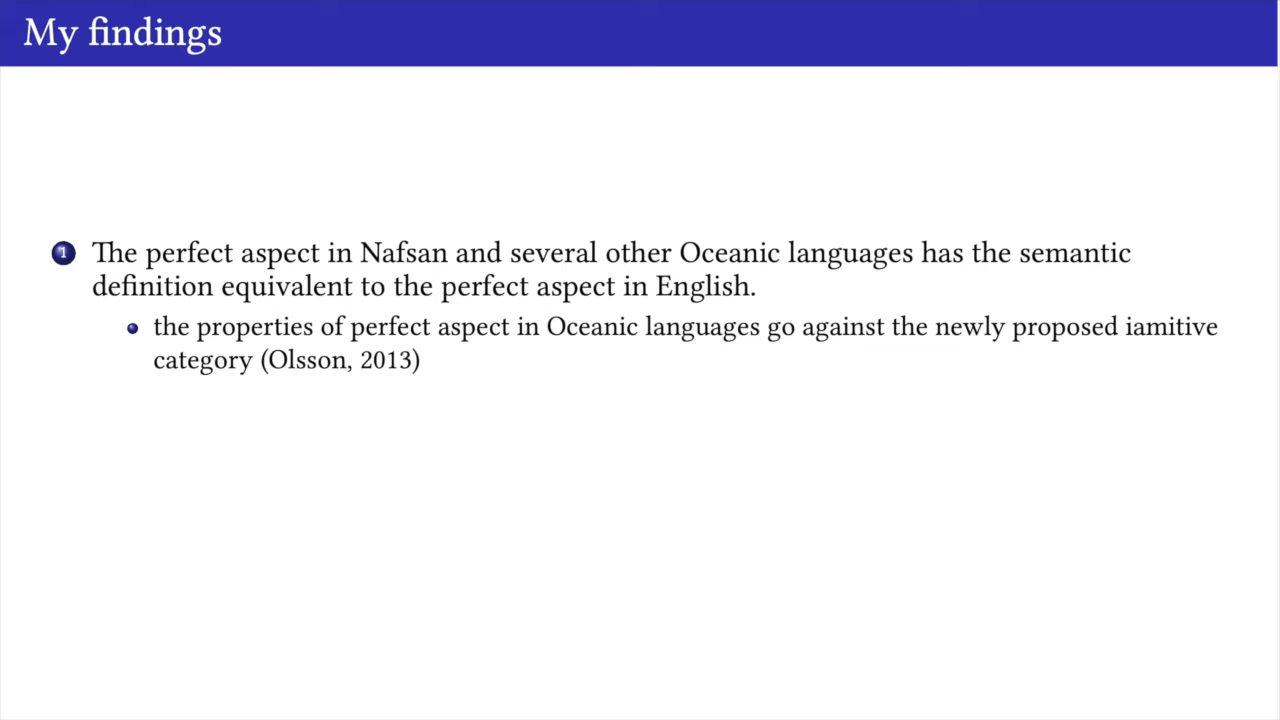 My findings
1 The perfect aspect in Nafsan and several other Oceanic languages has the semantic
definition equivalent to the perfect aspect in English.
the properties of perfect aspect in Oceanic languages go against the newly proposed iamitive
category (Olsson, 2013)